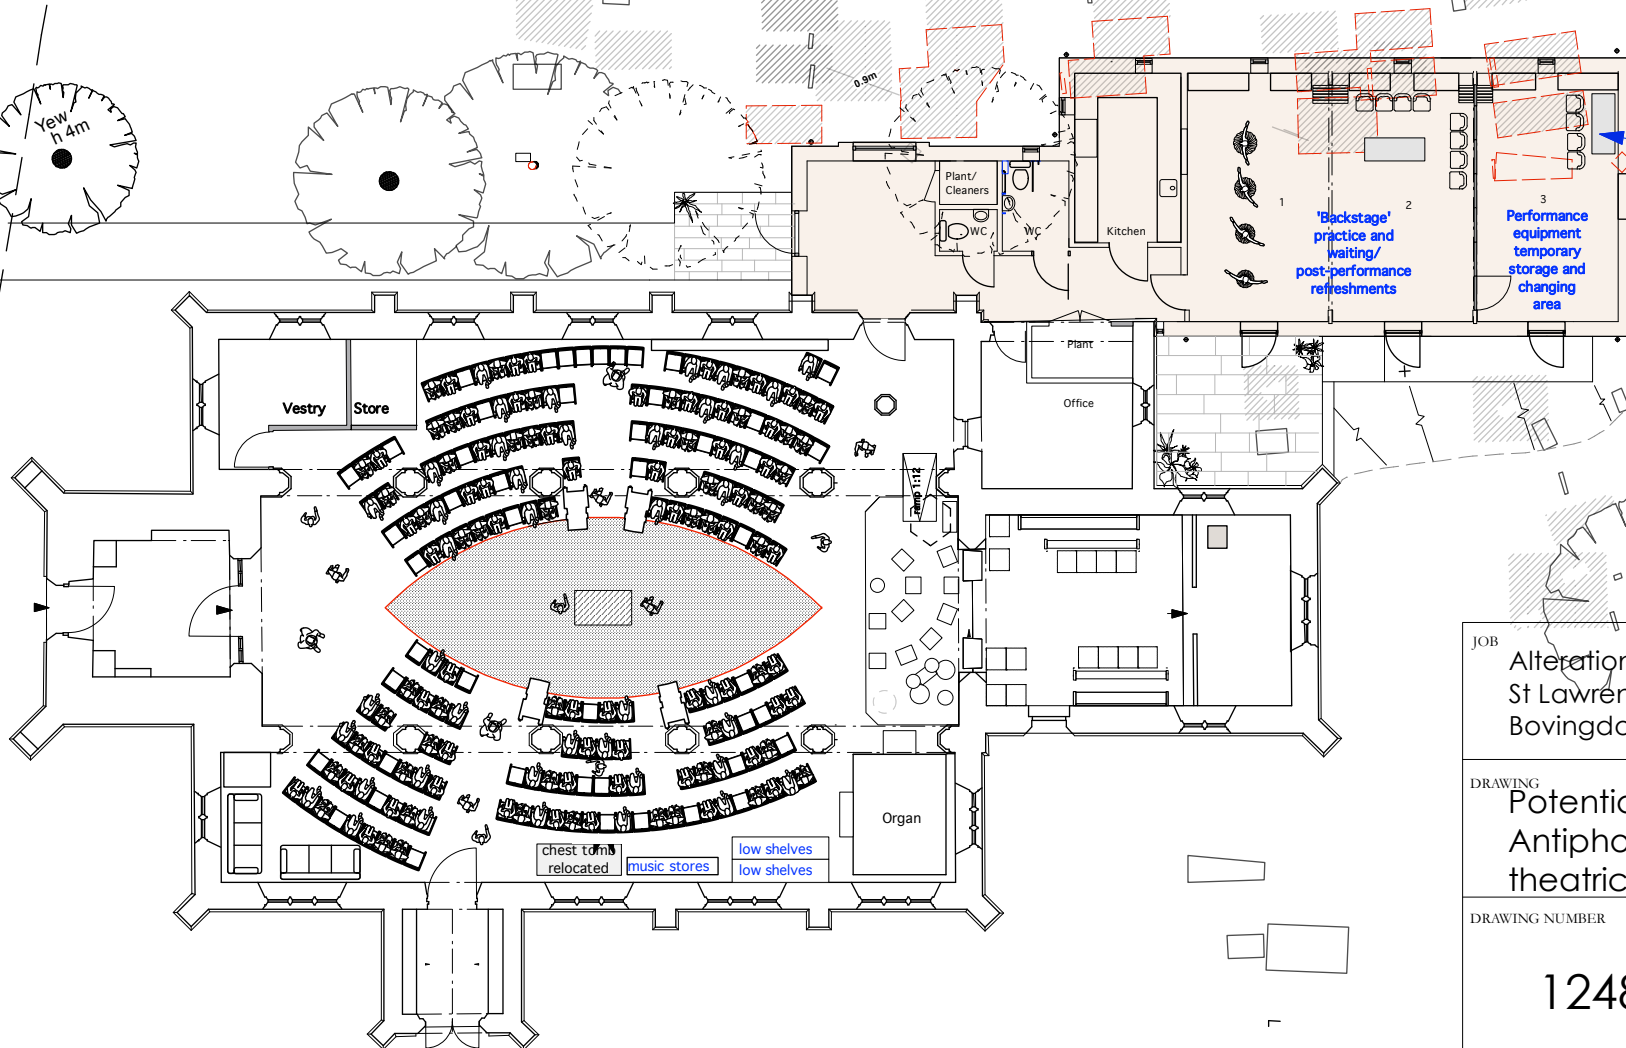 Yew
h 4m
0.9m
Plant/
Cleaners
WC
WC
Kitchen
1
2
3
'Backstage'
practice and
waiting/
post-performance
refreshments
Performance
equipment
temporary
storage and
changing
area
Plant
Office
Vestry
Store
ramp 1:12
Organ
chest tomb
relocated
music stores
low shelves
low shelves
JOB
Alteration
St Lawren
Bovingdo
DRAWING
Potentia
Antipho
theatric
DRAWING NUMBER
1248